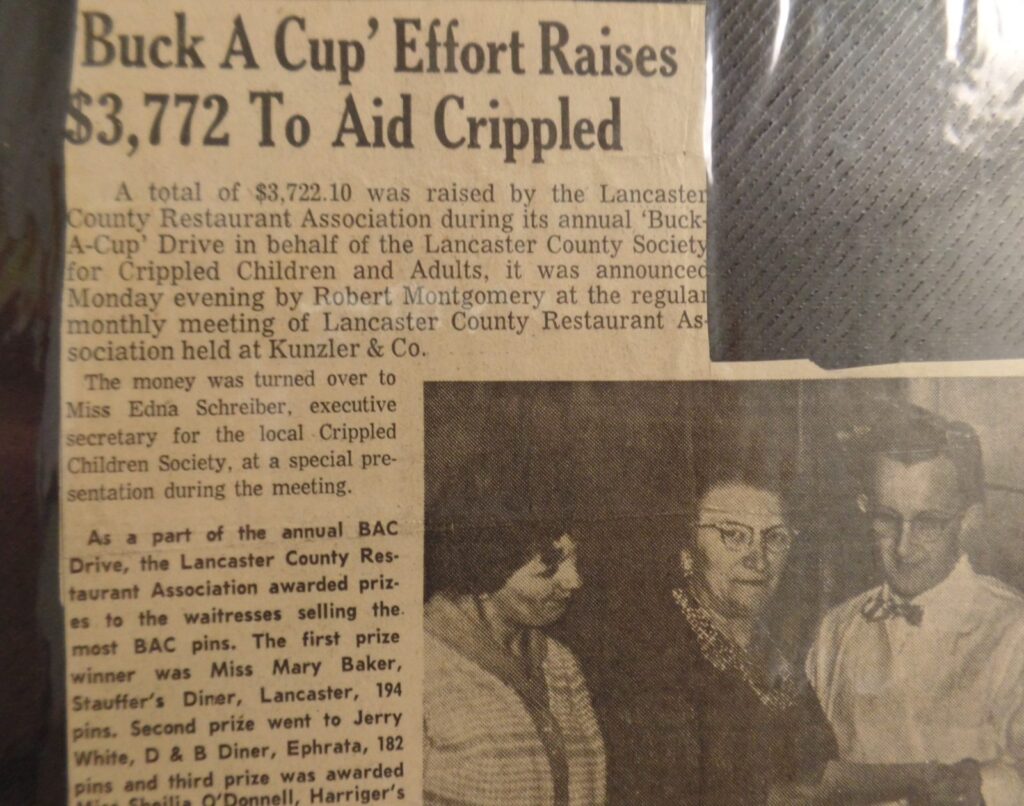 'Buck A Cup' Effort Raises
$3,772 To Aid Crippled
A total of $3,722.10 was raised by the Lancaster
County Restaurant Association during its annual 'Buck-
A-Cup' Drive in behalf of the Lancaster County Society
for Crippled Children and Adults, it was announced
Monday evening by Robert Montgomery at the regular
monthly meeting of Lancaster County Restaurant As-
sociation held at Kunzler & Co.
The money was turned over to
Miss Edna Schreiber, executive
secretary for the local Crippled
Children Society, at a special pre-
sentation during the meeting.
As a part of the annual BAC
Drive, the Lancaster County Res-
taurant Association awarded priz-
es to the waitresses selling the
most BAC pins. The first prize
winner was Miss Mary Baker,
Stauffer's Diner, Lancaster, 194
pins. Second prize went to Jerry
White, D & B Diner, Ephrata, 182
pins and third prize was awarded
Miss Sheilia O'Donnell, Harriger's